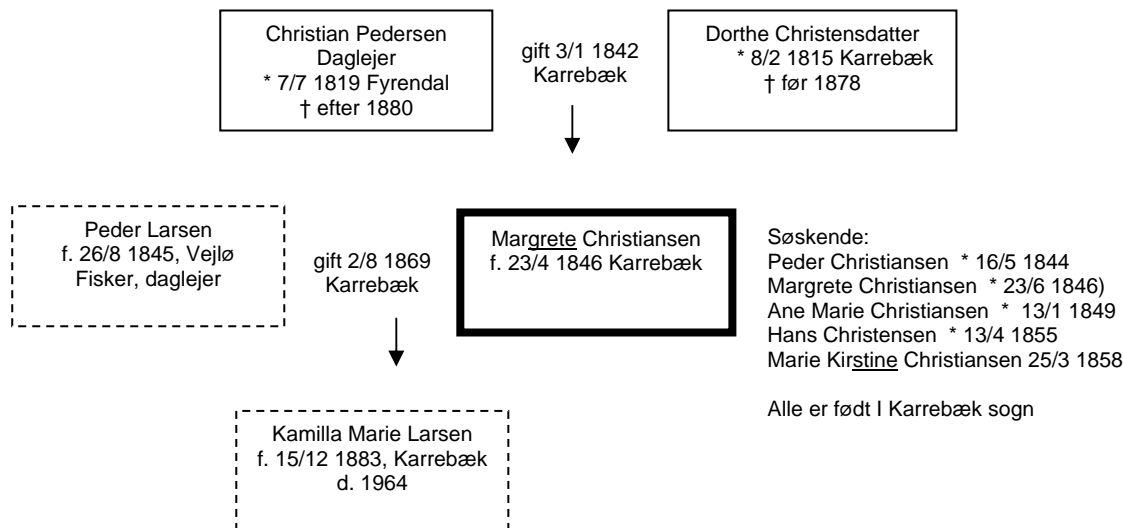 Christian Pedersen
Daglejer
* 7/7 1819 Fyrendal
† efter 1880
gift 3/1 1842
Karrebæk
Dorthe Christensdatter
* 8/2 1815 Karrebæk
† før 1878
Peder Larsen
f. 26/8 1845, Vejlø
Fisker, daglejer
gift 2/8 1869
Karrebæk
Margrete Christiansen
f. 23/4 1846 Karrebæk
Søskende:
Peder Christiansen * 16/5 1844
Margrete Christiansen * 23/6 1846)
Ane Marie Christiansen * 13/1 1849
Hans Christensen * 13/4 1855
Marie Kirstine Christiansen 25/3 1858
Alle er født I Karrebæk sogn
Kamilla Marie Larsen
f. 15/12 1883, Karrebæk
d. 1964